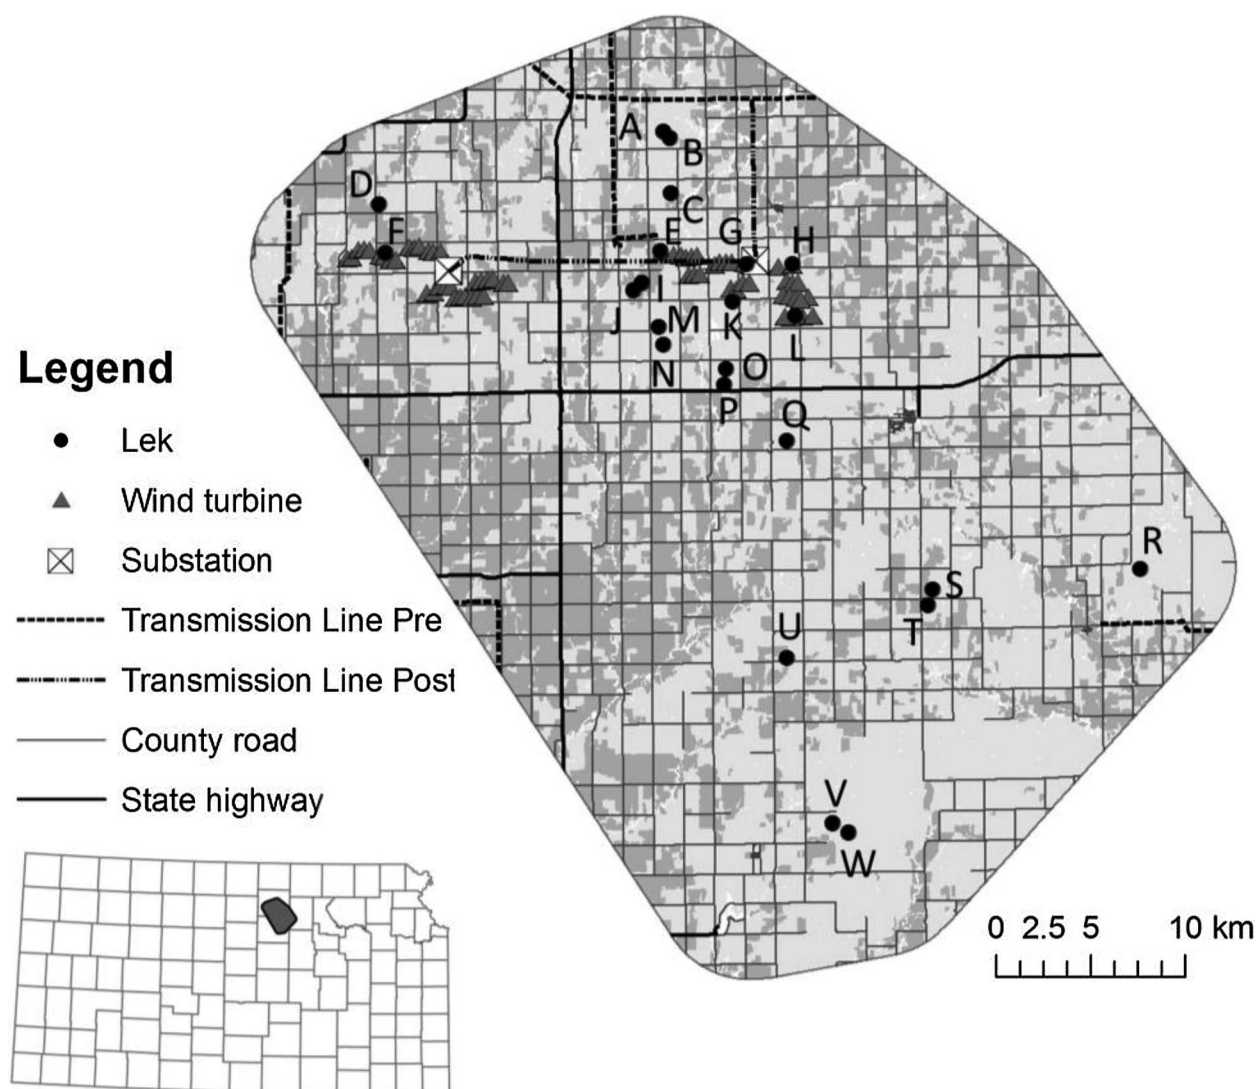 A
B
D
C
F
E
G
H
I
J
M
K
L
N
O
P
Q
Legend
Lek
Wind turbine
Substation
Transmission Line Pre
Transmission Line Post
County road
State highway
R
S
T
U
V
W
0 2.5 5 10 km